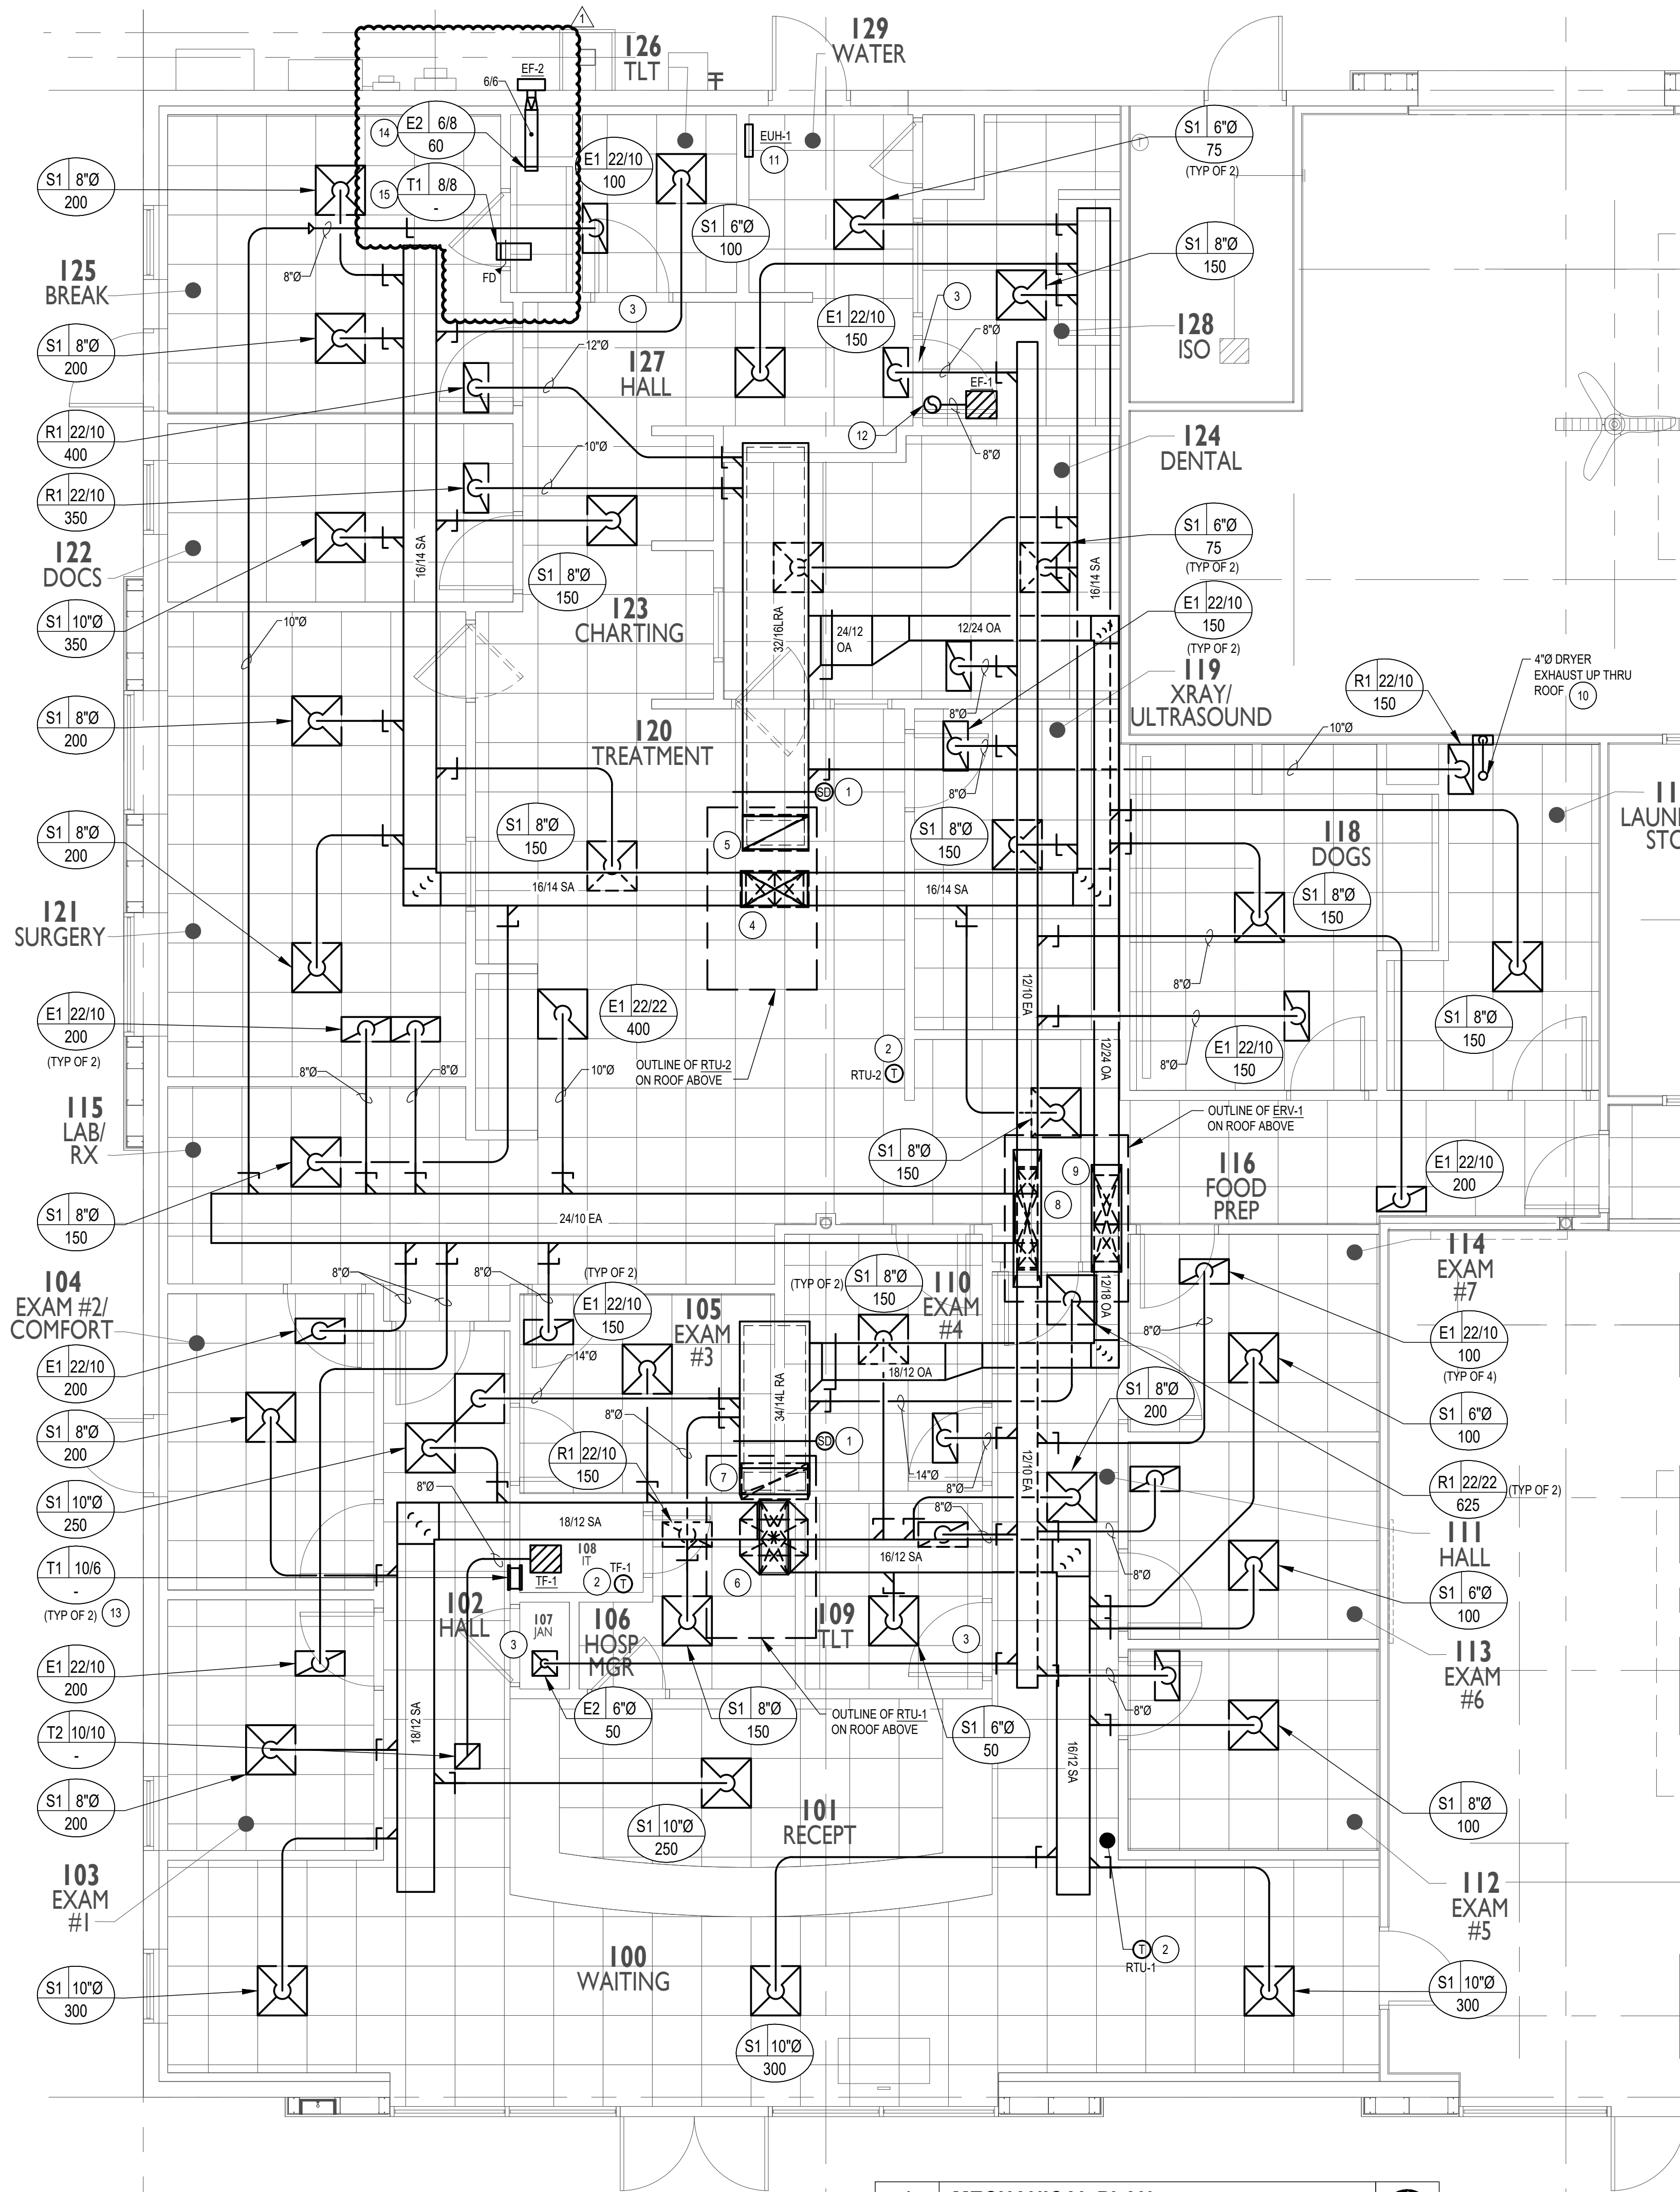 1
126
TLT
129
WATER
EF-2
6/6
14
E2 6/8
60
E1 22/10
100
EUH-1
11
S1 6"Ø
75
(TYP OF 2)
S1 8"Ø
200
15
T1 8/8
-
S1 6"Ø
100
S1 8"Ø
150
8"Ø
FD
125
BREAK
3
E1 22/10
150
3
8"Ø
128
ISO
S1 8"Ø
200
12"Ø
127
HALL
EF-1
12
8"Ø
R1 22/10
400
10"Ø
124
DENTAL
R1 22/10
350
122
DOCS
16/14 SA
S1 8"Ø
150
S1 6"Ø
75
(TYP OF 2)
16/14 SA
S1 10"Ø
350
10"Ø
123
CHARTING
32/16LRA
24/12
OA
12/24 OA
E1 22/10
150
(TYP OF 2)
119
XRAY/
ULTRASOUND
R1 22/10
150
4"Ø DRYER
EXHAUST UP THRU
ROOF 10
S1 8"Ø
200
120
TREATMENT
8"Ø
10"Ø
8"Ø
SD
1
S1 8"Ø
200
S1 8"Ø
150
5
S1 8"Ø
150
118
DOGS
LAUN
STO
S1 8"Ø
150
16/14 SA
16/14 SA
4
121
SURGERY
E1 22/10
200
(TYP OF 2)
E1 22/22
400
8"Ø
12/10 EA
S1 8"Ø
150
8"Ø
E1 22/10
150
8"Ø
8"Ø
10"Ø
OUTLINE OF RTU-2
ON ROOF ABOVE
2
RTU-2
T
12/24 OA
115
LAB/
RX
OUTLINE OF ERV-1
ON ROOF ABOVE
S1 8"Ø
150
9
8
116
FOOD
PREP
E1 22/10
200
S1 8"Ø
150
24/10 EA
104
EXAM #2/
COMFORT
8"Ø
8"Ø
(TYP OF 2)
E1 22/10
150
105
EXAM
#3
(TYP OF 2)
S1 8"Ø
150
110
EXAM
#4
12/18 OA
114
EXAM
#7
8"Ø
E1 22/10
100
(TYP OF 4)
E1 22/10
200
14"Ø
34/14L RA
18/12 OA
S1 8"Ø
200
S1 8"Ø
200
8"Ø
S1 6"Ø
100
R1 22/10
150
SD
1
7
14"Ø
8"Ø
12/10 EA
R1 22/22
625
(TYP OF 2)
S1 10"Ø
250
8"Ø
8"Ø
18/12 SA
16/12 SA
111
HALL
T1 10/6
-
(TYP OF 2) 13
108
IT
TF-1
2
TF-1
T
6
8"Ø
S1 6"Ø
100
102
HALL
107
JAN
3
106
HOSP
MGR
109
TLT
3
113
EXAM
#6
E1 22/10
200
E2 6"Ø
50
S1 8"Ø
150
OUTLINE OF RTU-1
ON ROOF ABOVE
S1 6"Ø
50
8"Ø
T2 10/10
-
18/12 SA
16/12 SA
S1 8"Ø
200
S1 10"Ø
250
101
RECEPT
S1 8"Ø
100
103
EXAM
#1
112
EXAM
#5
100
WAITING
T
2
RTU-1
S1 10"Ø
300
S1 10"Ø
300
S1 10"Ø
300